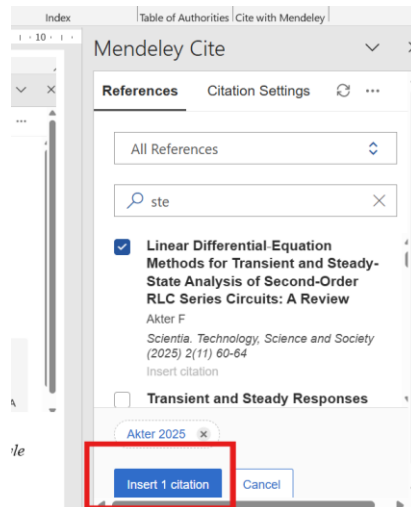 Index
Table of Authorities
Cite with Mendeley
10
Mendeley Cite
References
Citation Settings
All References
ste
Linear Differential-Equation
Methods for Transient and Steady-
State Analysis of Second-Order
RLC Series Circuits: A Review
Akter F
Scientia. Technology, Science and Society
(2025) 2(11) 60-64
Insert citation
Transient and Steady Responses
Akter 2025
Insert 1 citation
Cancel